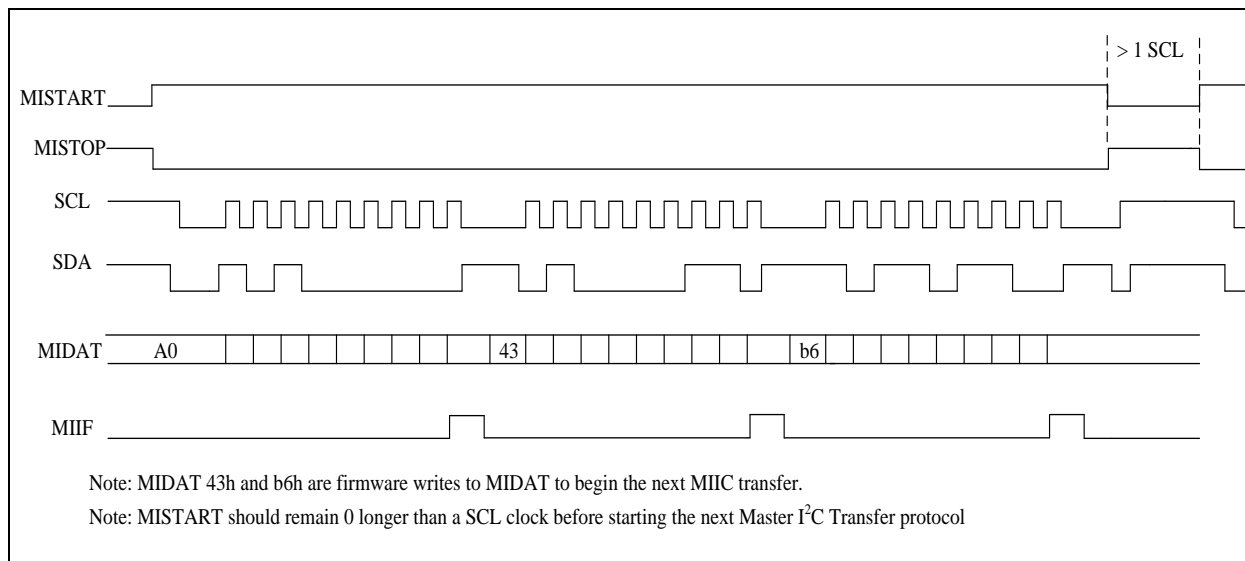 > 1 SCL
MISTART
MISTOP
SCL
SDA
MIDAT A0 43 b6
MIIF
Note: MIDAT 43h and b6h are firmware writes to MIDAT to begin the next MIIC transfer.
Note: MISTART should remain 0 longer than a SCL clock before starting the next Master I²C Transfer protocol